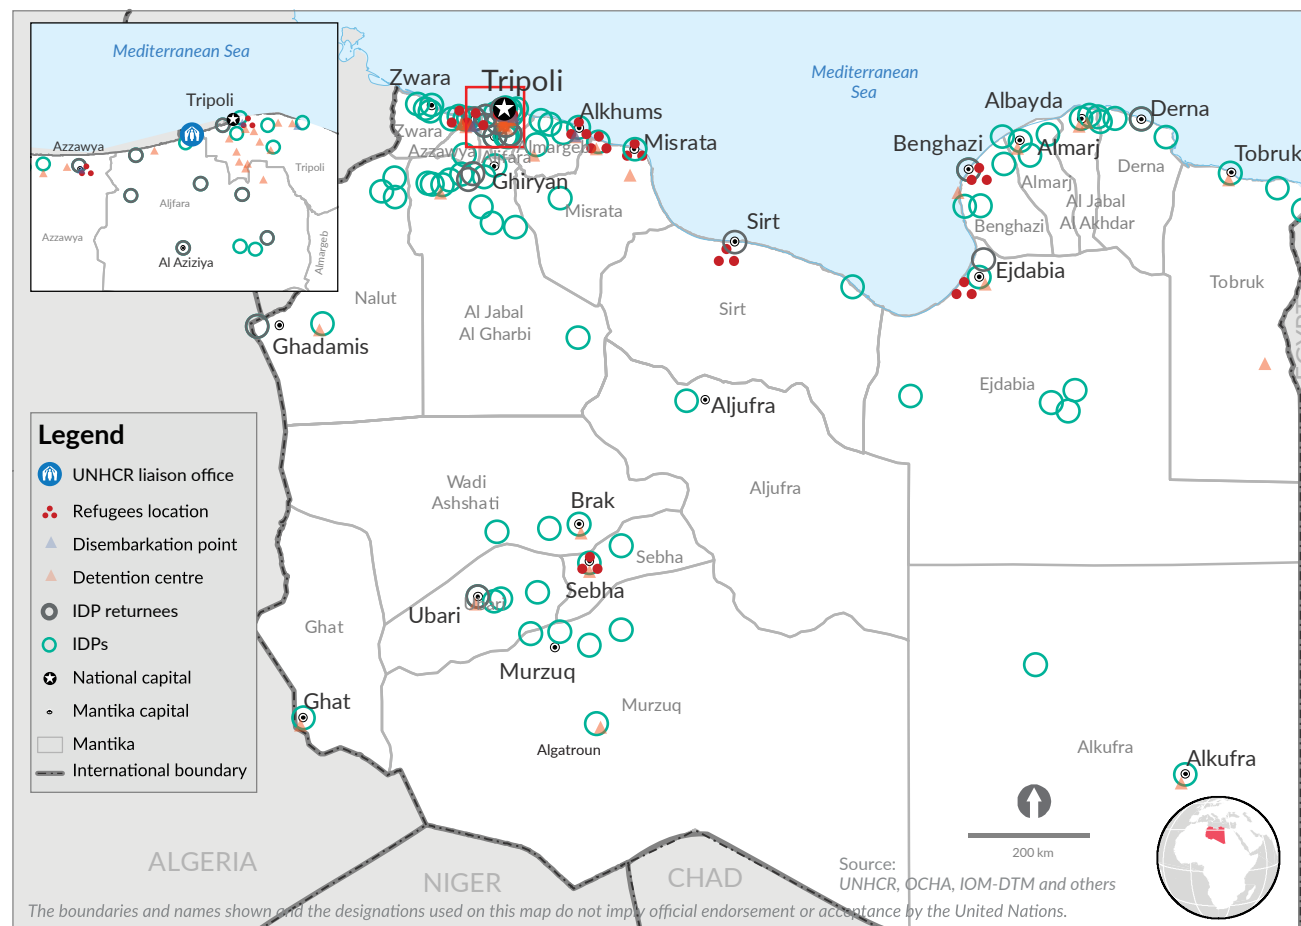 Mediterranean Sea
Tripoli
Azzawya
Tripoli
Aljfara
Azzawya
Almargeb
Al Aziziya
Mediterranean
Sea
Zwara
Tripoli
Alkhums
Misrata
Zwara
Azzawya
Aljfara
Almargeb
Ghiryan
Misrata
Albayda
Derna
Benghazi
Almarj
Tobruk
Derna
Almarj
Al Jabal
Al Akhdar
Benghazi
Sirt
Ejdabia
Tobruk
Nalut
Al Jabal
Al Gharbi
Sirt
Ghadamis
Ejdabia
Aljufra
Wadi
Ashshati
Aljufra
Brak
Sebha
Sebha
Ubari
Ubari
Ghat
Murzuq
Ghat
Murzuq
Algatroun
Alkufra
Alkufra
Legend
UNHCR liaison office
Refugees location
Disembarkation point
Detention centre
IDP returnees
IDPs
National capital
Mantika capital
Mantika
International boundary
200 km
ALGERIA
NIGER
CHAD
Source:
UNHCR, OCHA, IOM-DTM and others
The boundaries and names shown and the designations used on this map do not imply official endorsement or acceptance by the United Nations.